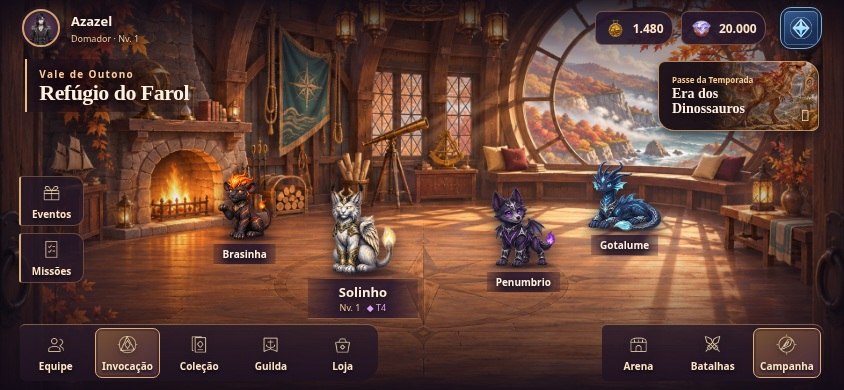 Azazel
Domador · Nv. 1
1.480
20.000
Vale de Outono
Refúgio do Farol
Passe da Temporada
Era dos
Dinossauros
Eventos
Missões
Brasinha
Solinho
Nv. 1 ◆ T4
Penumbrio
Gotalume
Equipe
Invocação
Coleção
Guilda
Loja
Arena
Batalhas
Campanha